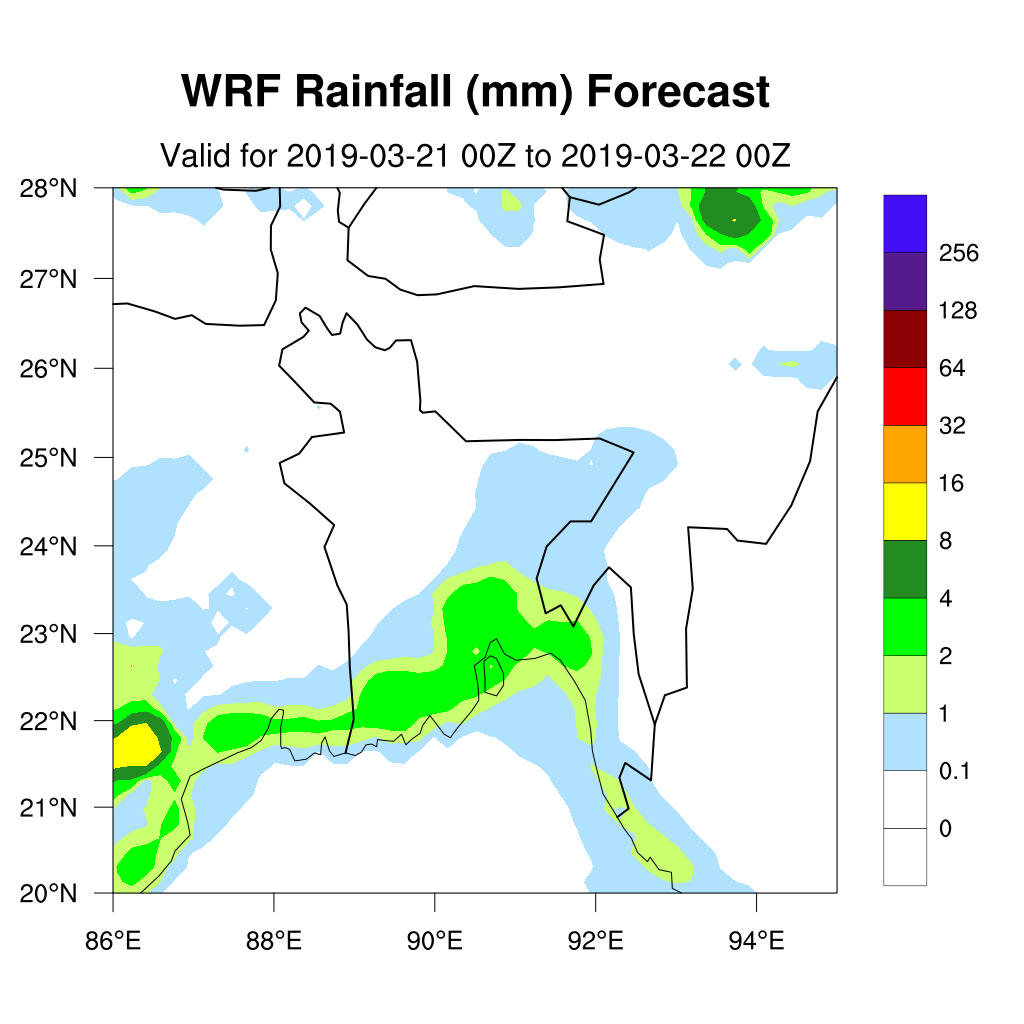 WRF Rainfall (mm) Forecast
Valid for 2019-03-21 00Z to 2019-03-22 00Z
28°N
27°N
26°N
25°N
24°N
23°N
22°N
21°N
20°N
86°E
88°E
90°E
92°E
94°E
256
128
64
32
16
8
4
2
1
0.1
0